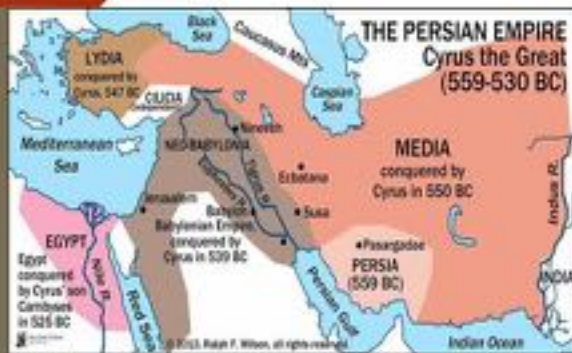 THE PERSIAN EMPIRE
Cyrus the Great
(559-530 BC)
Black
Sea
Caucasus Mts
Caspian
Sea
LYDIA
conquered by
Cyrus, 547 BC
CILICIA
Independent
Mediterranean
Sea
Nineveh
NEO-BABYLONIA
Tigris R.
Euphrates R.
Ecbatana
MEDIA
conquered by
Cyrus in 550 BC
Indus R.
Jerusalem
Babylon
Susa
Babylonian Empire
conquered by
Cyrus in 539 BC
Pasargadae
PERSIA
(559 BC)
INDIA
EGYPT
Egypt
conquered
by Cyrus' son
Cambyses
in 525 BC
Nile R.
Red Sea
Persian Gulf
Indian Ocean
© 2013, Ralph F. Wilson, all rights reserved.